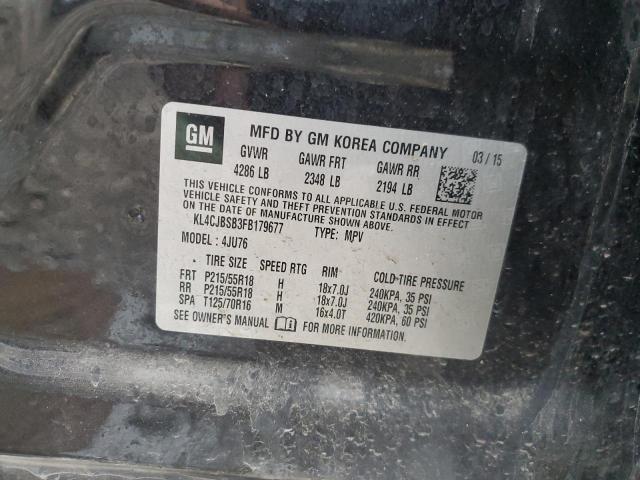 GM
MFD BY GM KOREA COMPANY 03/15
GVWR GAWR FRT GAWR RR
4286 LB 2348 LB 2194 LB
THIS VEHICLE CONFORMS TO ALL APPLICABLE U.S. FEDERAL MOTOR
VEHICLE SAFETY AND THEFT PREVENTION STANDARDS IN EFFECT
ON THE DATE OF MANUFACTURE SHOWN ABOVE.
KL4CJBSB3FB179677 TYPE: MPV
MODEL: 4JU76
TIRE SIZE SPEED RTG RIM COLD TIRE PRESSURE
FRT P215/55R18 H 18x7.0J 240KPA, 35 PSI
RR P215/55R18 H 18x7.0J 240KPA, 35 PSI
SPA T125/70R16 M 16x4.0T 420KPA, 60 PSI
SEE OWNER'S MANUAL FOR MORE INFORMATION.